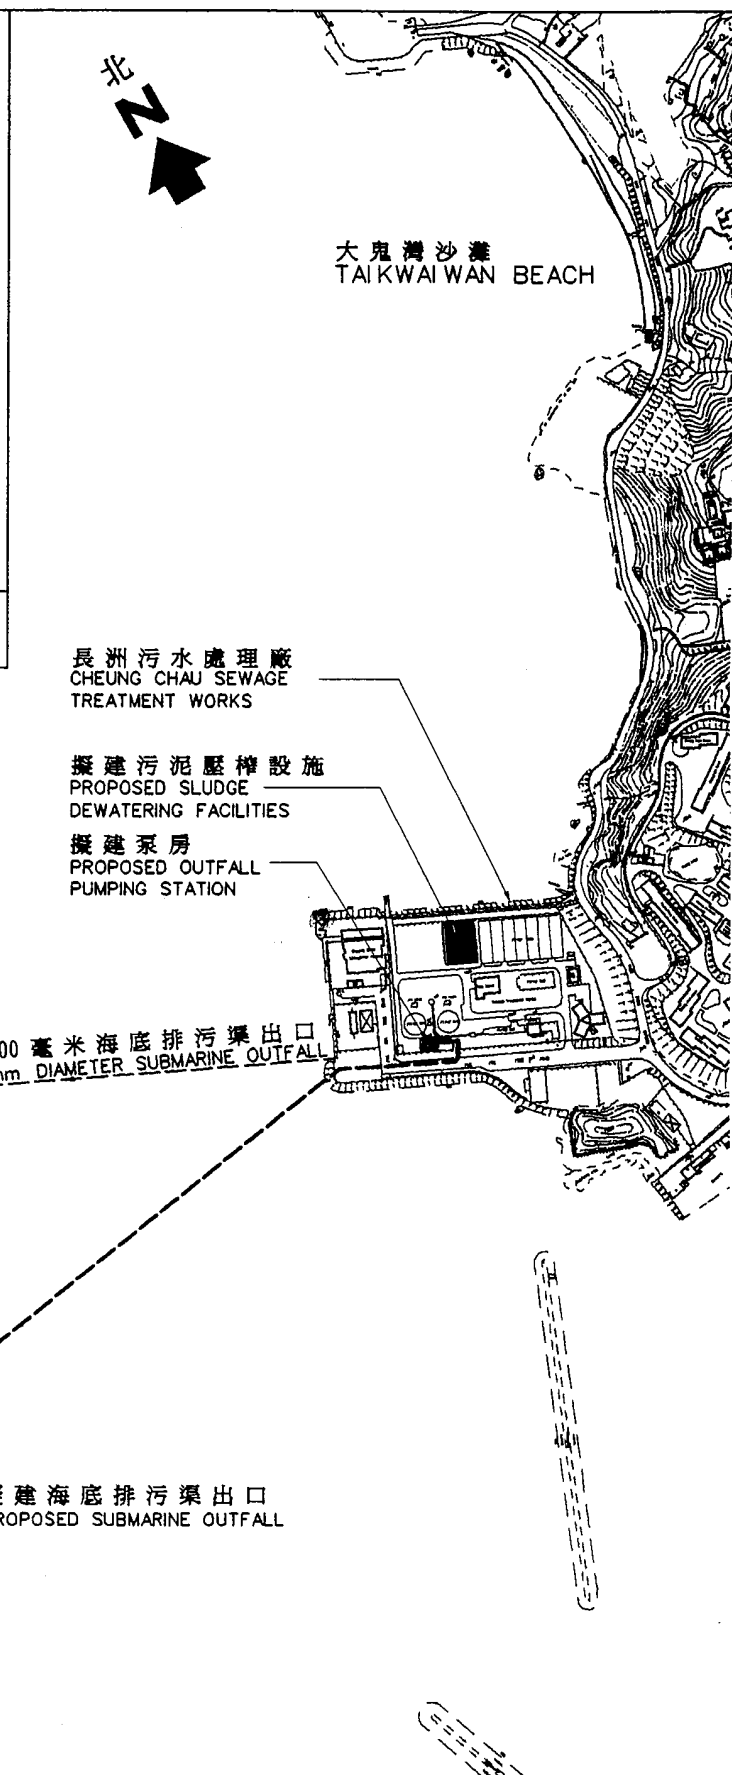 北
N
大鬼灣沙灘
TAI KWAI WAN BEACH
長洲污水處理廠
CHEUNG CHAU SEWAGE
TREATMENT WORKS
擬建污泥壓榨設施
PROPOSED SLUDGE
DEWATERING FACILITIES
擬建泵房
PROPOSED OUTFALL
PUMPING STATION
00 毫米海底排污渠出口
mm DIAMETER SUBMARINE OUTFALL
建海底排污渠出口
ROPOSED SUBMARINE OUTFALL